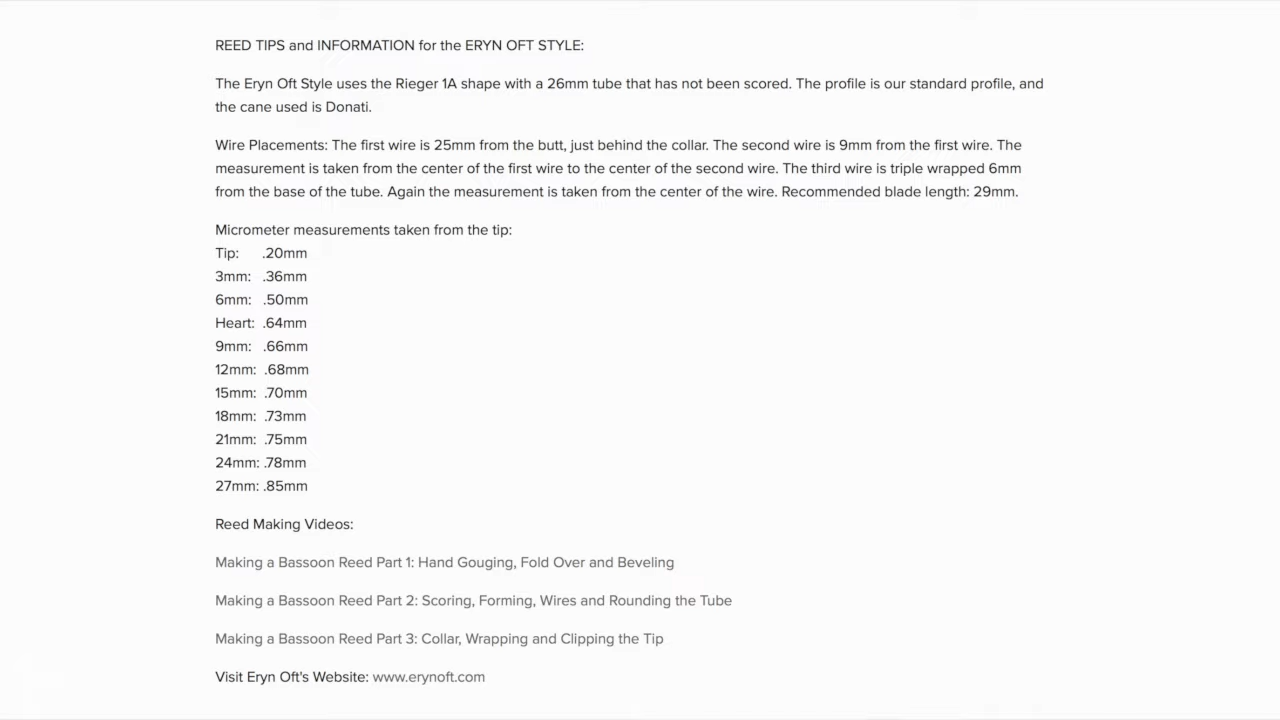 REED TIPS and INFORMATION for the ERYN OFT STYLE:
The Eryn Oft Style uses the Rieger 1A shape with a 26mm tube that has not been scored. The profile is our standard profile, and
the cane used is Donati.
Wire Placements: The first wire is 25mm from the butt, just behind the collar. The second wire is 9mm from the first wire. The
measurement is taken from the center of the first wire to the center of the second wire. The third wire is triple wrapped 6mm
from the base of the tube. Again the measurement is taken from the center of the wire. Recommended blade length: 29mm.
Micrometer measurements taken from the tip:
Tip: .20mm
3mm: .36mm
6mm: .50mm
Heart: .64mm
9mm: .66mm
12mm: .68mm
15mm: .70mm
18mm: .73mm
21mm: .75mm
24mm: .78mm
27mm: .85mm
Reed Making Videos:
Making a Bassoon Reed Part 1: Hand Gouging, Fold Over and Beveling
Making a Bassoon Reed Part 2: Scoring, Forming, Wires and Rounding the Tube
Making a Bassoon Reed Part 3: Collar, Wrapping and Clipping the Tip
Visit Eryn Oft's Website: www.erynoft.com